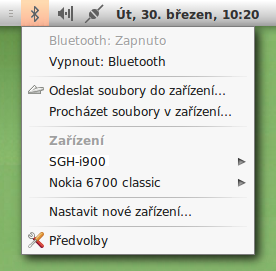 Út, 30. březen, 10:20
Bluetooth: Zapnuto
Vypnout: Bluetooth
Odeslat soubory do zařízení...
Procházet soubory v zařízení...
Zařízení
SGH-i900
Nokia 6700 classic
Nastavit nové zařízení...
Předvolby